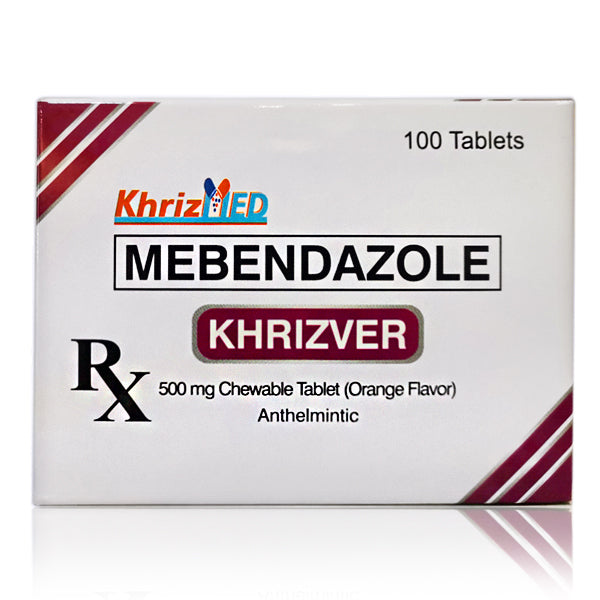 100 Tablets
KhrizMED
MEBENDAZOLE
KHRIZVER
Rx
500 mg Chewable Tablet (Orange Flavor)
Anthelmintic